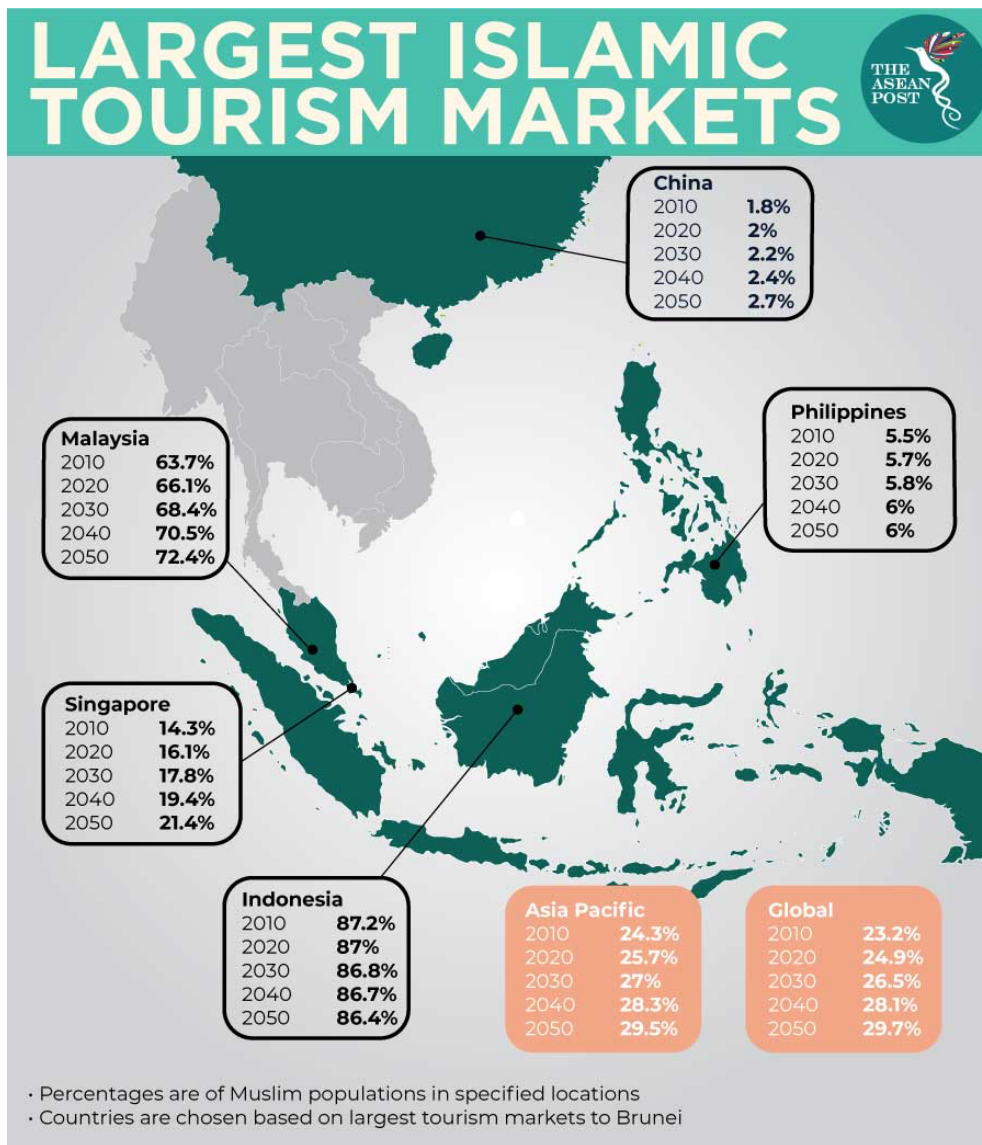 LARGEST ISLAMIC
TOURISM MARKETS
THE
ASEAN
POST
China
2010 1.8%
2020 2%
2030 2.2%
2040 2.4%
2050 2.7%
Philippines
2010 5.5%
2020 5.7%
2030 5.8%
2040 6%
2050 6%
Malaysia
2010 63.7%
2020 66.1%
2030 68.4%
2040 70.5%
2050 72.4%
Singapore
2010 14.3%
2020 16.1%
2030 17.8%
2040 19.4%
2050 21.4%
Indonesia
2010 87.2%
2020 87%
2030 86.8%
2040 86.7%
2050 86.4%
Asia Pacific
2010 24.3%
2020 25.7%
2030 27%
2040 28.3%
2050 29.5%
Global
2010 23.2%
2020 24.9%
2030 26.5%
2040 28.1%
2050 29.7%
• Percentages are of Muslim populations in specified locations
• Countries are chosen based on largest tourism markets to Brunei